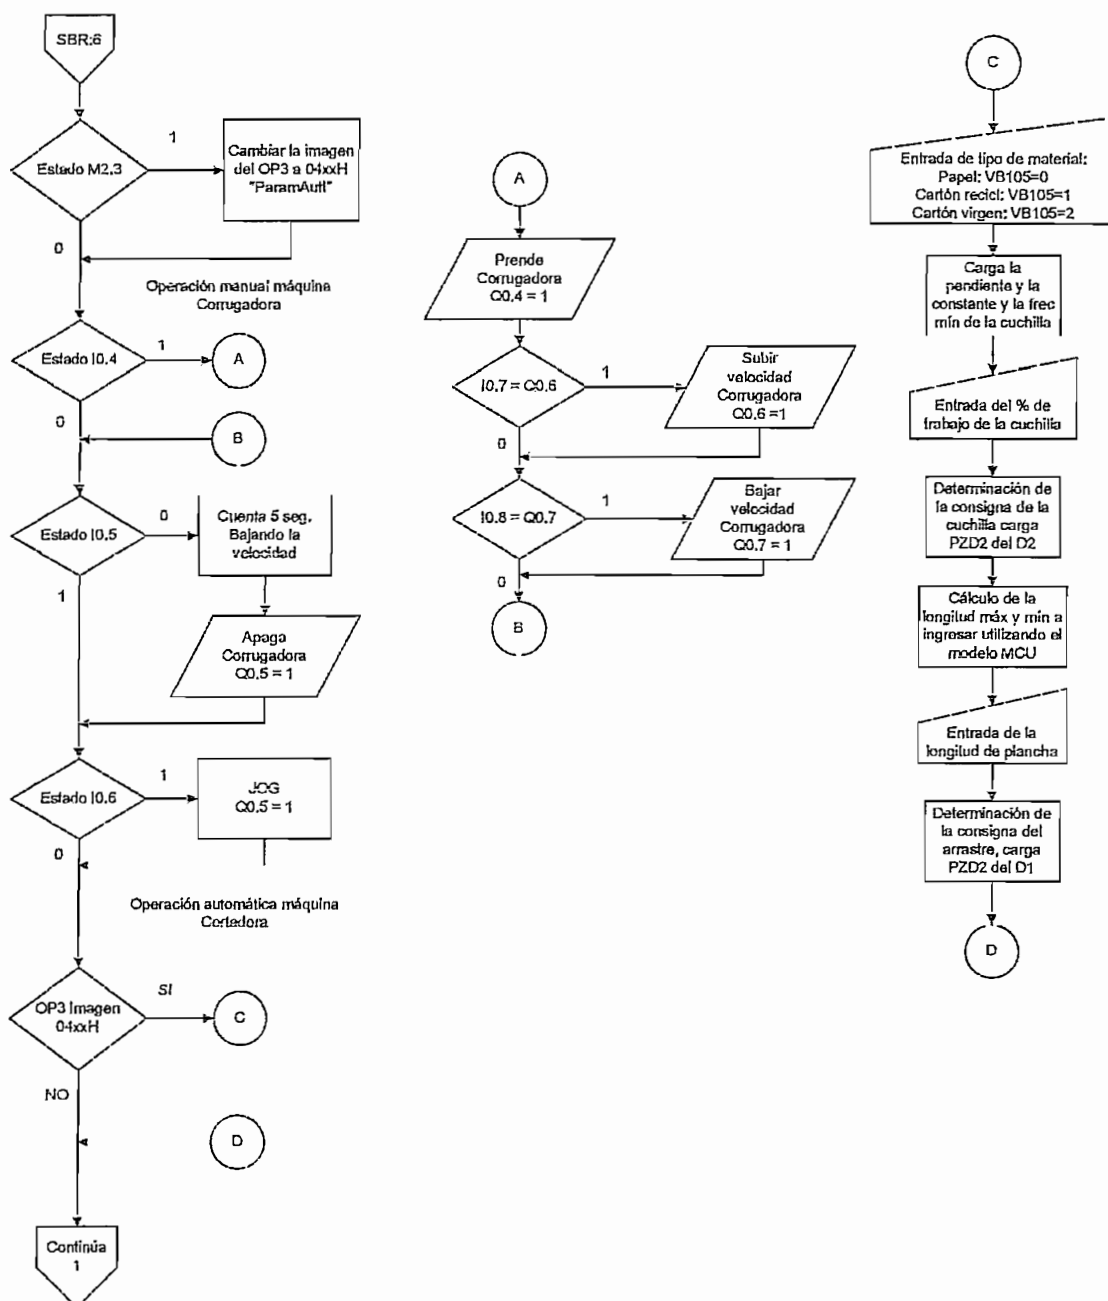 SBR:6
Estado M2.3
1
Cambiar la imagen
del OP3 a 04xxH
"ParamAutI"
0
Operación manual máquina
Corrugadora
Estado I0.4
1
A
0
B
Estado I0.5
0
Cuenta 5 seg.
Bajando la
velocidad
1
Apaga
Corrugadora
Q0.5 = 1
Estado I0.6
1
JOG
Q0.5 = 1
0
Operación automática máquina
Cortadora
OP3 Imagen
04xxH
SI
C
NO
D
Continúa
1
A
Prende
Corrugadora
Q0.4 = 1
I0.7 = Q0.6
1
Subir
velocidad
Corrugadora
Q0.6 =1
0
I0.8 = Q0.7
1
Bajar
velocidad
Corrugadora
Q0.7 = 1
0
B
C
Entrada de tipo de material:
Papel: VB105=0
Cartón recicl: VB105=1
Cartón virgen: VB105=2
Carga la
pendiente y la
constante y la frec
mín de la cuchilla
Entrada del % de
trabajo de la cuchilla
Determinación de
la consigna de la
cuchilla carga
PZD2 del D2
Cálculo de la
longitud máx y mín a
ingresar utilizando el
modelo MCU
Entrada de la
longitud de plancha
Determinación de
la consigna del
arrastre, carga
PZD2 del D1
D